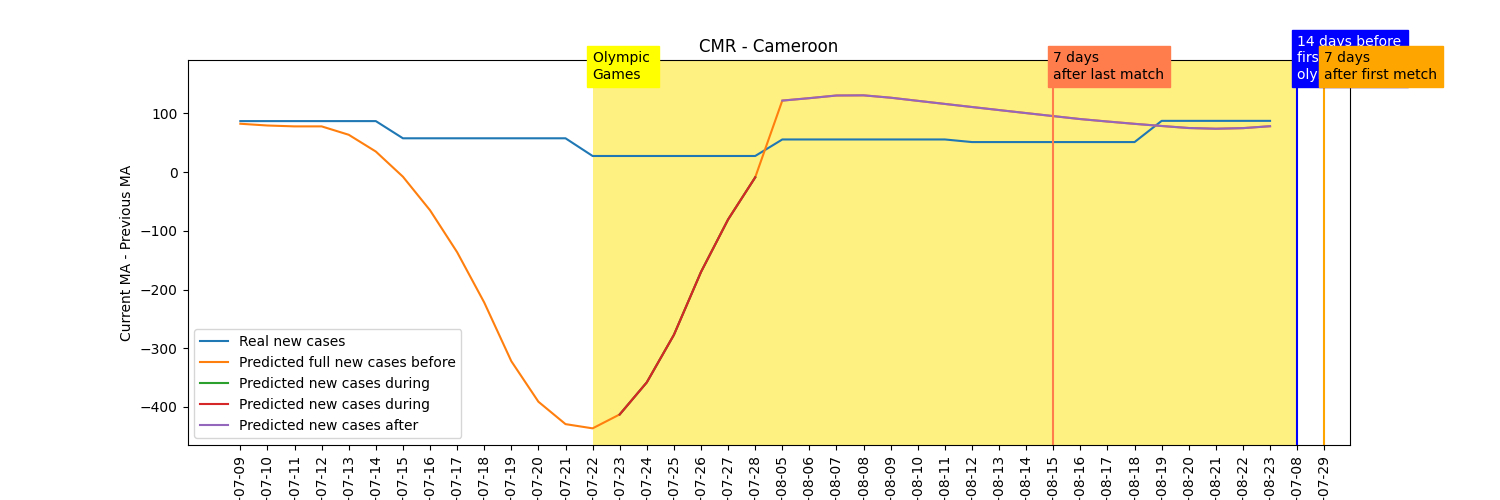 CMR - Cameroon
Olympic
Games
7 days
after last match
14 days before
firs
oly
7 days
after first metch
Current MA - Previous MA
100
0
−100
−200
−300
−400
Real new cases
Predicted full new cases before
Predicted new cases during
Predicted new cases during
Predicted new cases after
-07-09
-07-10
-07-11
-07-12
-07-13
-07-14
-07-15
-07-16
-07-17
-07-18
-07-19
-07-20
-07-21
-07-22
-07-23
-07-24
-07-25
-07-26
-07-27
-07-28
-08-05
-08-06
-08-07
-08-08
-08-09
-08-10
-08-11
-08-12
-08-13
-08-14
-08-15
-08-16
-08-17
-08-18
-08-19
-08-20
-08-21
-08-22
-08-23
-07-08
-07-29